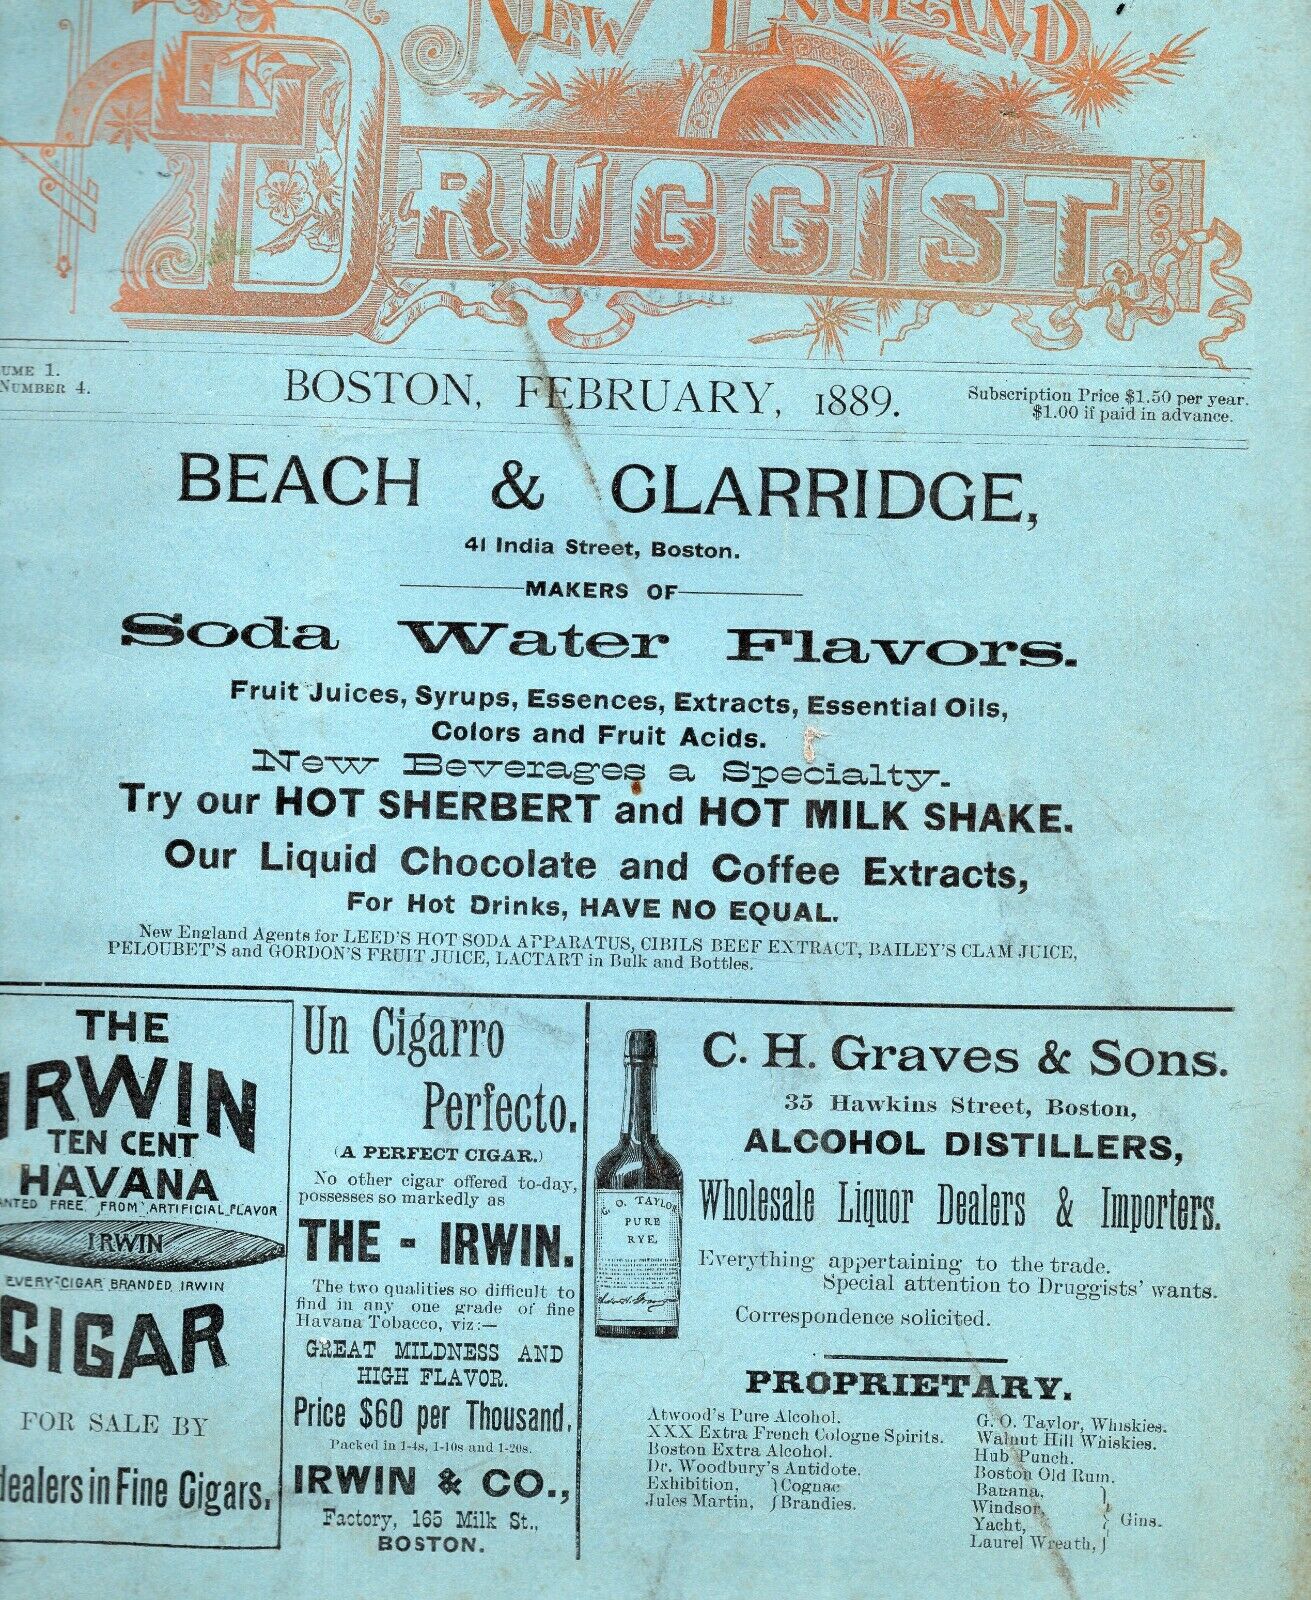 NEW ENGLAND
DRUGGIST
UME 1.
NUMBER 4.
BOSTON, FEBRUARY, 1889.
Subscription Price $1.50 per year.
$1.00 if paid in advance.
BEACH & CLARRIDGE,
41 India Street, Boston.
MAKERS OF
Soda Water Flavors.
Fruit Juices, Syrups, Essences, Extracts, Essential Oils,
Colors and Fruit Acids.
New Beverages a Specialty.
Try our HOT SHERBERT and HOT MILK SHAKE.
Our Liquid Chocolate and Coffee Extracts,
For Hot Drinks, HAVE NO EQUAL.
New England Agents for LEED'S HOT SODA APPARATUS, CIBILS BEEF EXTRACT, BAILEY'S CLAM JUICE,
PELOUBET'S and GORDON'S FRUIT JUICE, LACTART in Bulk and Bottles.
THE
IRWIN
TEN CENT
HAVANA
NTED FREE FROM ARTIFICIAL FLAVOR
IRWIN
EVERY CIGAR BRANDED IRWIN
CIGAR
FOR SALE BY
dealers in Fine Cigars.
Un Cigarro
Perfecto.
(A PERFECT CIGAR.)
No other cigar offered to-day,
possesses so markedly as
THE - IRWIN.
The two qualities so difficult to
find in any one grade of fine
Havana Tobacco, viz:—
GREAT MILDNESS AND
HIGH FLAVOR.
Price $60 per Thousand.
Packed in 1-4s, 1-10s and 1-20s.
IRWIN & CO.,
Factory, 165 Milk St.,
BOSTON.
G. O. TAYLOR
PURE
RYE.
C. H. Graves & Sons.
35 Hawkins Street, Boston,
ALCOHOL DISTILLERS,
Wholesale Liquor Dealers & Importers.
Everything appertaining to the trade.
Special attention to Druggists' wants.
Correspondence solicited.
PROPRIETARY.
Atwood's Pure Alcohol.
XXX Extra French Cologne Spirits.
Boston Extra Alcohol.
Dr. Woodbury's Antidote.
Exhibition, } Cognac
Jules Martin, } Brandies.
G. O. Taylor, Whiskies.
Walnut Hill Whiskies.
Hub Punch.
Boston Old Rum.
Banana,
Windsor,
Yacht, } Gins.
Laurel Wreath,